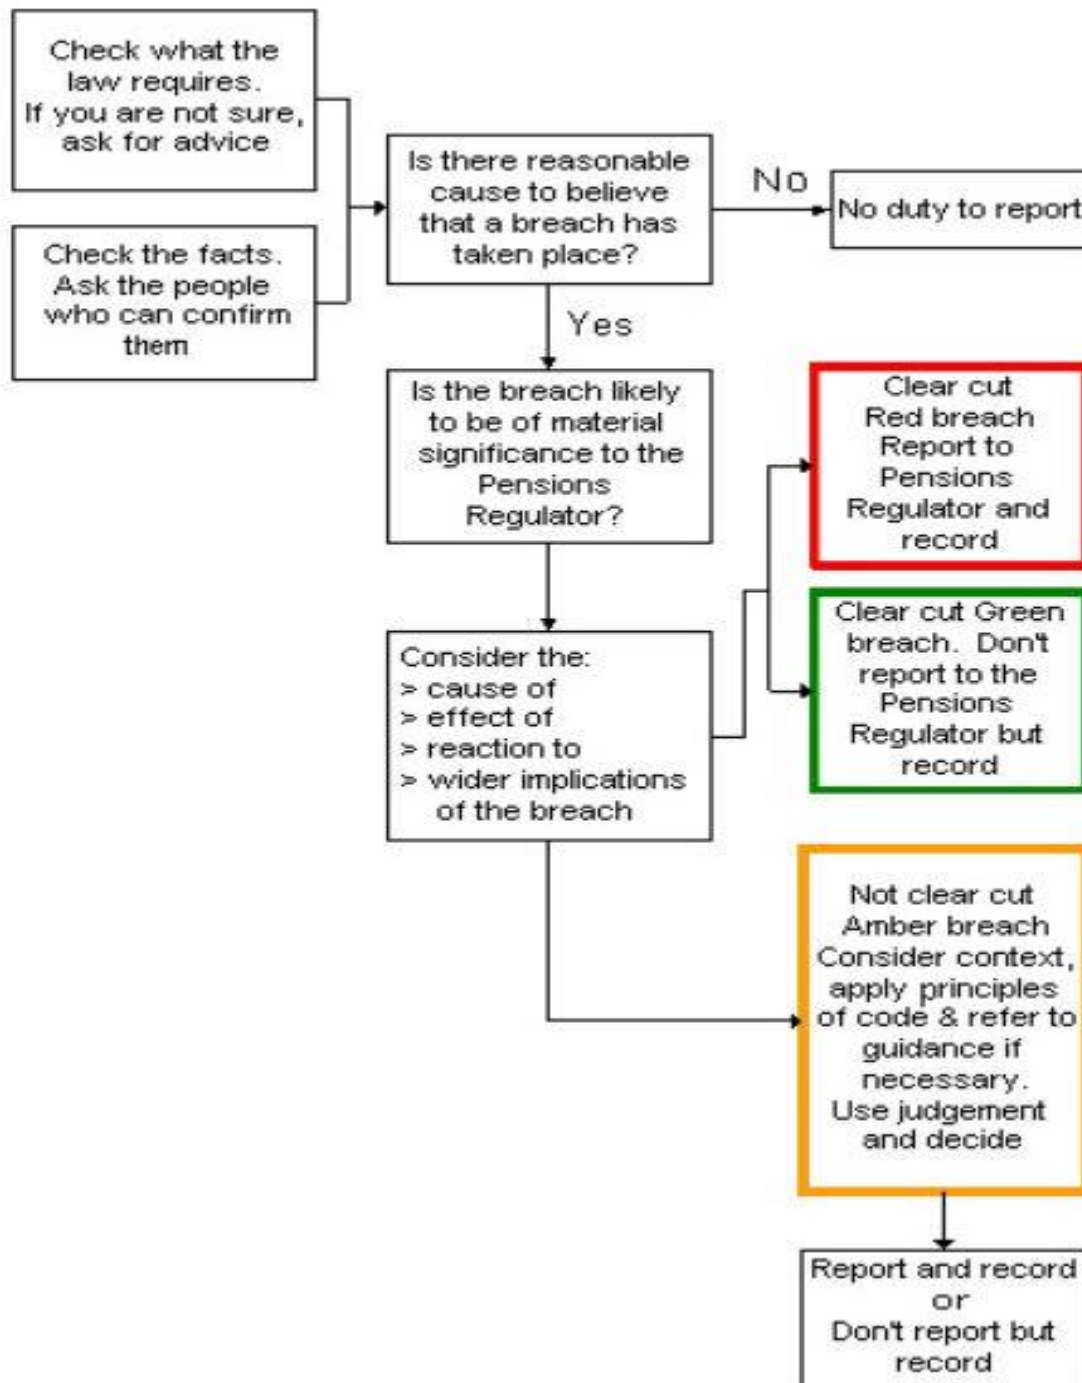 Check what the
law requires.
If you are not sure,
ask for advice
Check the facts.
Ask the people
who can confirm
them
Is there reasonable
cause to believe
that a breach has
taken place?
No
No duty to report
Yes
Is the breach likely
to be of material
significance to the
Pensions
Regulator?
Consider the:
> cause of
> effect of
> reaction to
> wider implications
of the breach
Clear cut
Red breach
Report to
Pensions
Regulator and
record
Clear cut Green
breach. Don't
report to the
Pensions
Regulator but
record
Not clear cut
Amber breach
Consider context,
apply principles
of code & refer to
guidance if
necessary.
Use judgement
and decide
Report and record
or
Don't report but
record